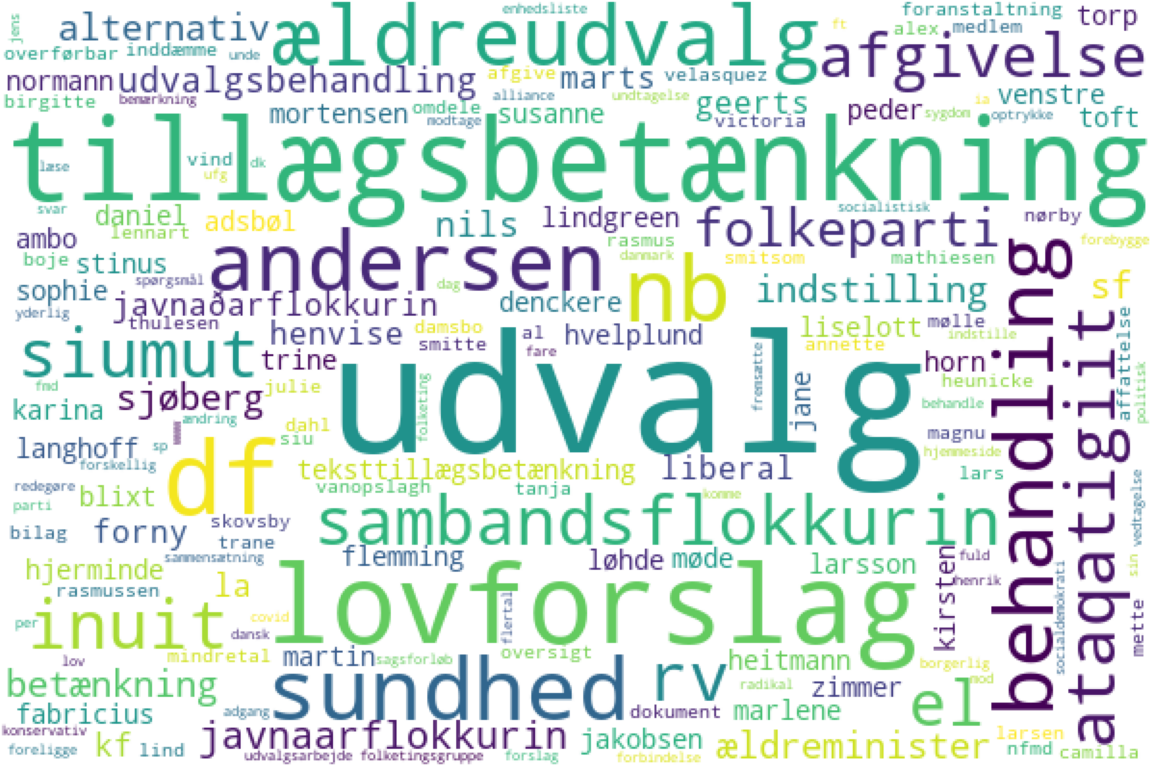 enhedsliste
jens alternativ ældreudvalg ft foranstaltning torp
alex medlem
overførbar inddæmme unde afgivelse
normann udvalgsbehandling afgive marts velasquez
birgitte bemærkning alliance undtagelse ia venstre
mortensen omdele susanne geerts peder sygdom optrykke toft
modtage victoria
tillægsbetænkning
læse vind dk
ufg
svar daniel adsbøl nils lindgreen folkeparti socialistisk nørby
lennart
ambo andersen rasmus forebygge
boje stinus danmark smitsom mathiesen
spørgsmål dag nb indstilling sf
sophie javnaðarflokkurin denckere
yderlig thulesen henvise damsbo al hvelplund liselott mølle
siumut smitte annette indstille
trine fare udvalg fremsætte horn
fmd sjøberg julie folketing jane heunicke behandling ataqatigiit affattelse politisk
karina ændring dahl behandle
langhoff sp df siu magnu
forskellig hjemmeside
redegøre blixt teksttillægsbetænkning liberal lars
parti vanopslagh tanja komme
bilag forny skovsby sambandsflokkurin vedtagelse
trane
sammensætning flemming løhde møde larsson kirsten fuld
hjerminde
rasmussen la lovforslag flertal henrik socialdemokrati sin
per inuit covid mette
dansk
lov mindretal martin sagsforløb oversigt heitmann borgerlig
betænkning sundhed rv radikal zimmer mod
fabricius adgang dokument marlene el
konservativ kf lind javnaarflokkurin jakobsen ældreminister larsen
foreligge udvalgsarbejde folketingsgruppe forslag forbindelse nfmd camilla